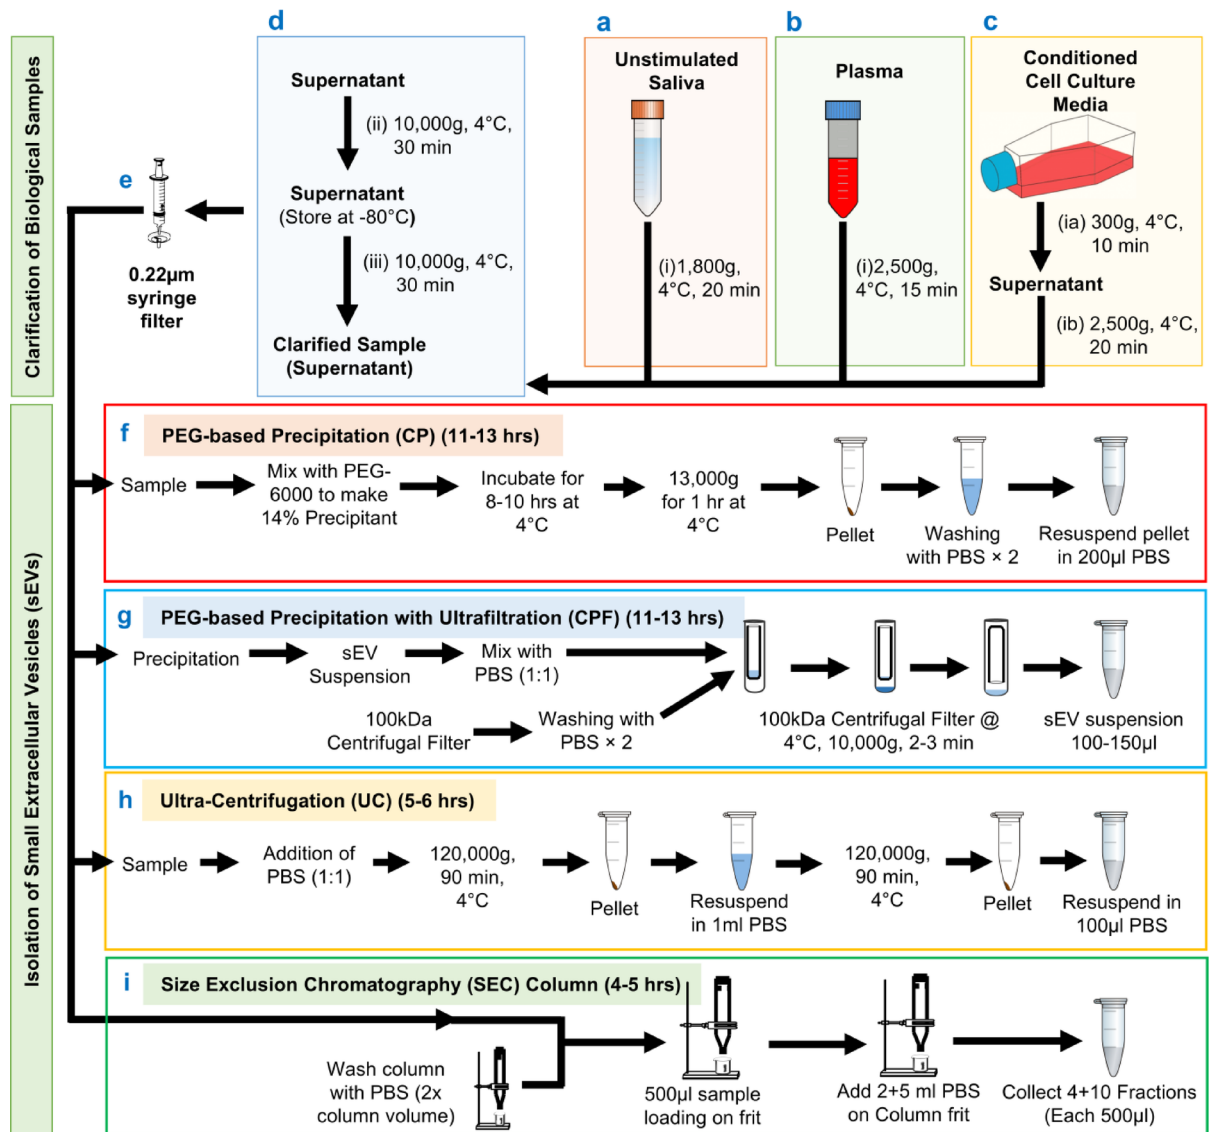 Clarification of Biological Samples
d
Supernatant
(ii) 10,000g, 4°C,
30 min
Supernatant
(Store at -80°C)
(iii) 10,000g, 4°C,
30 min
Clarified Sample
(Supernatant)
e
0.22µm
syringe
filter
a
Unstimulated
Saliva
(i)1,800g,
4°C, 20 min
b
Plasma
(i)2,500g,
4°C, 15 min
c
Conditioned
Cell Culture
Media
(ia) 300g, 4°C,
10 min
Supernatant
(ib) 2,500g, 4°C,
20 min
Isolation of Small Extracellular Vesicles (sEVs)
f
PEG-based Precipitation (CP) (11-13 hrs)
Sample
Mix with PEG-
6000 to make
14% Precipitant
Incubate for
8-10 hrs at
4°C
13,000g
for 1 hr at
4°C
Pellet
Washing
with PBS × 2
Resuspend pellet
in 200µl PBS
g
PEG-based Precipitation with Ultrafiltration (CPF) (11-13 hrs)
Precipitation
sEV
Suspension
Mix with
PBS (1:1)
100kDa
Centrifugal Filter
Washing with
PBS × 2
100kDa Centrifugal Filter @
4°C, 10,000g, 2-3 min
sEV suspension
100-150µl
h
Ultra-Centrifugation (UC) (5-6 hrs)
Sample
Addition of
PBS (1:1)
120,000g,
90 min,
4°C
Pellet
Resuspend
in 1ml PBS
120,000g,
90 min,
4°C
Pellet
Resuspend in
100µl PBS
i
Size Exclusion Chromatography (SEC) Column (4-5 hrs)
Wash column
with PBS (2x
column volume)
500µl sample
loading on frit
Add 2+5 ml PBS
on Column frit
Collect 4+10 Fractions
(Each 500µl)